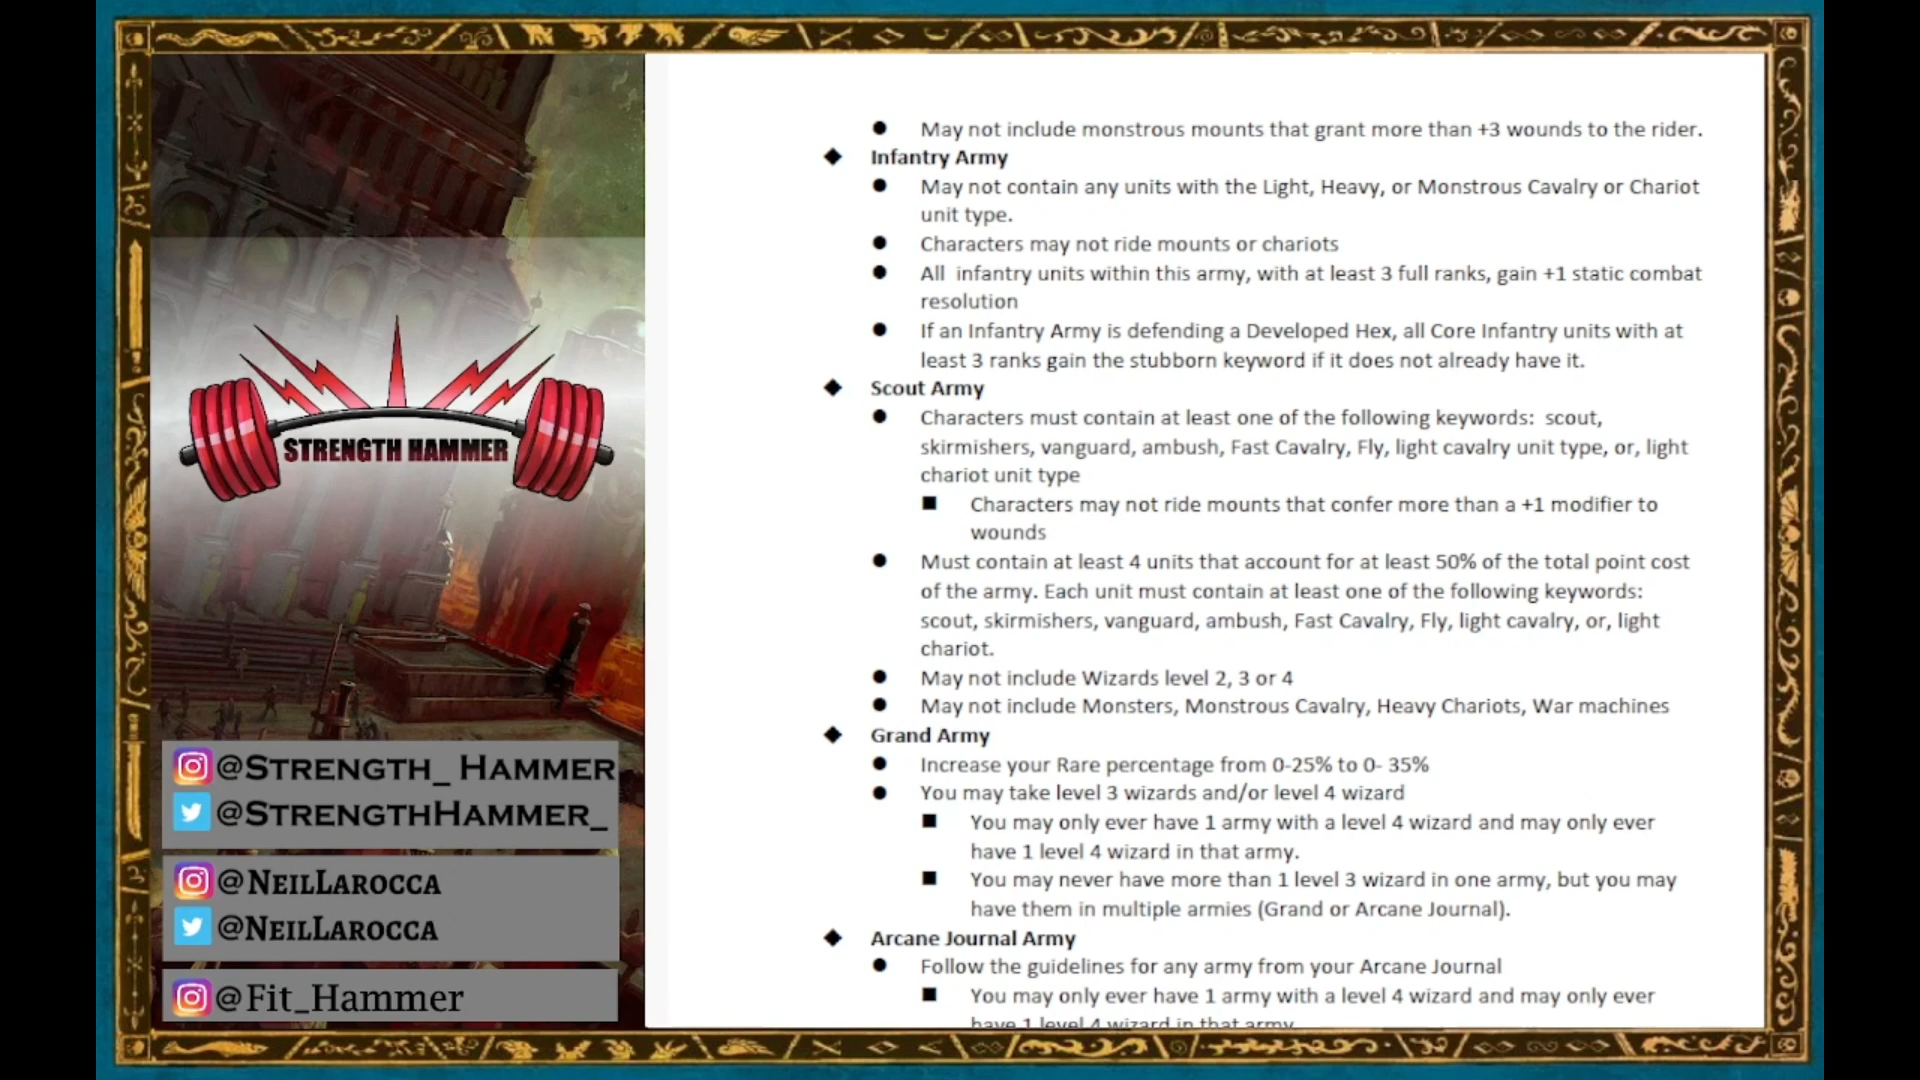 STRENGTH HAMMER
@STRENGTH_HAMMER
@STRENGTHHAMMER_
@NEILLAROCCA
@NEILLAROCCA
@Fit_Hammer
● May not include monstrous mounts that grant more than +3 wounds to the rider.
◆ Infantry Army
● May not contain any units with the Light, Heavy, or Monstrous Cavalry or Chariot
unit type.
● Characters may not ride mounts or chariots
● All infantry units within this army, with at least 3 full ranks, gain +1 static combat
resolution
● If an Infantry Army is defending a Developed Hex, all Core Infantry units with at
least 3 ranks gain the stubborn keyword if it does not already have it.
◆ Scout Army
● Characters must contain at least one of the following keywords: scout,
skirmishers, vanguard, ambush, Fast Cavalry, Fly, light cavalry unit type, or, light
chariot unit type
■ Characters may not ride mounts that confer more than a +1 modifier to
wounds
● Must contain at least 4 units that account for at least 50% of the total point cost
of the army. Each unit must contain at least one of the following keywords:
scout, skirmishers, vanguard, ambush, Fast Cavalry, Fly, light cavalry, or, light
chariot.
● May not include Wizards level 2, 3 or 4
● May not include Monsters, Monstrous Cavalry, Heavy Chariots, War machines
◆ Grand Army
● Increase your Rare percentage from 0-25% to 0- 35%
● You may take level 3 wizards and/or level 4 wizard
■ You may only ever have 1 army with a level 4 wizard and may only ever
have 1 level 4 wizard in that army.
■ You may never have more than 1 level 3 wizard in one army, but you may
have them in multiple armies (Grand or Arcane Journal).
◆ Arcane Journal Army
● Follow the guidelines for any army from your Arcane Journal
■ You may only ever have 1 army with a level 4 wizard and may only ever
have 1 level 4 wizard in that army